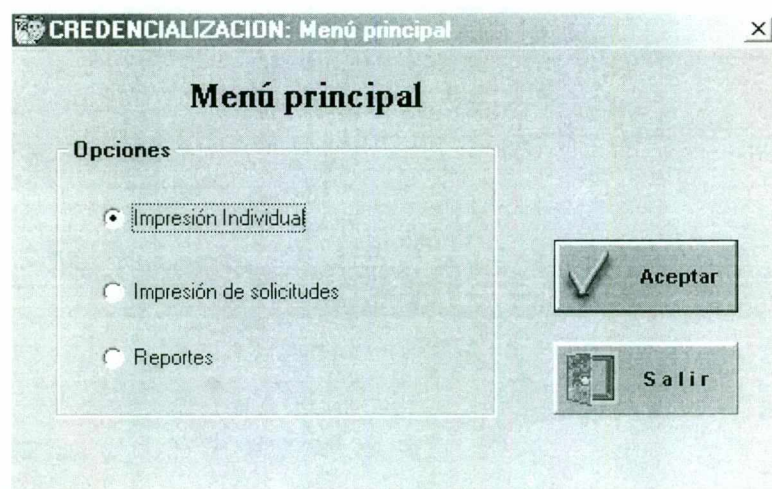 CREDENCIALIZACION: Menú principal
Menú principal
Opciones
Impresión Individual
Impresión de solicitudes
Reportes
Aceptar
Salir